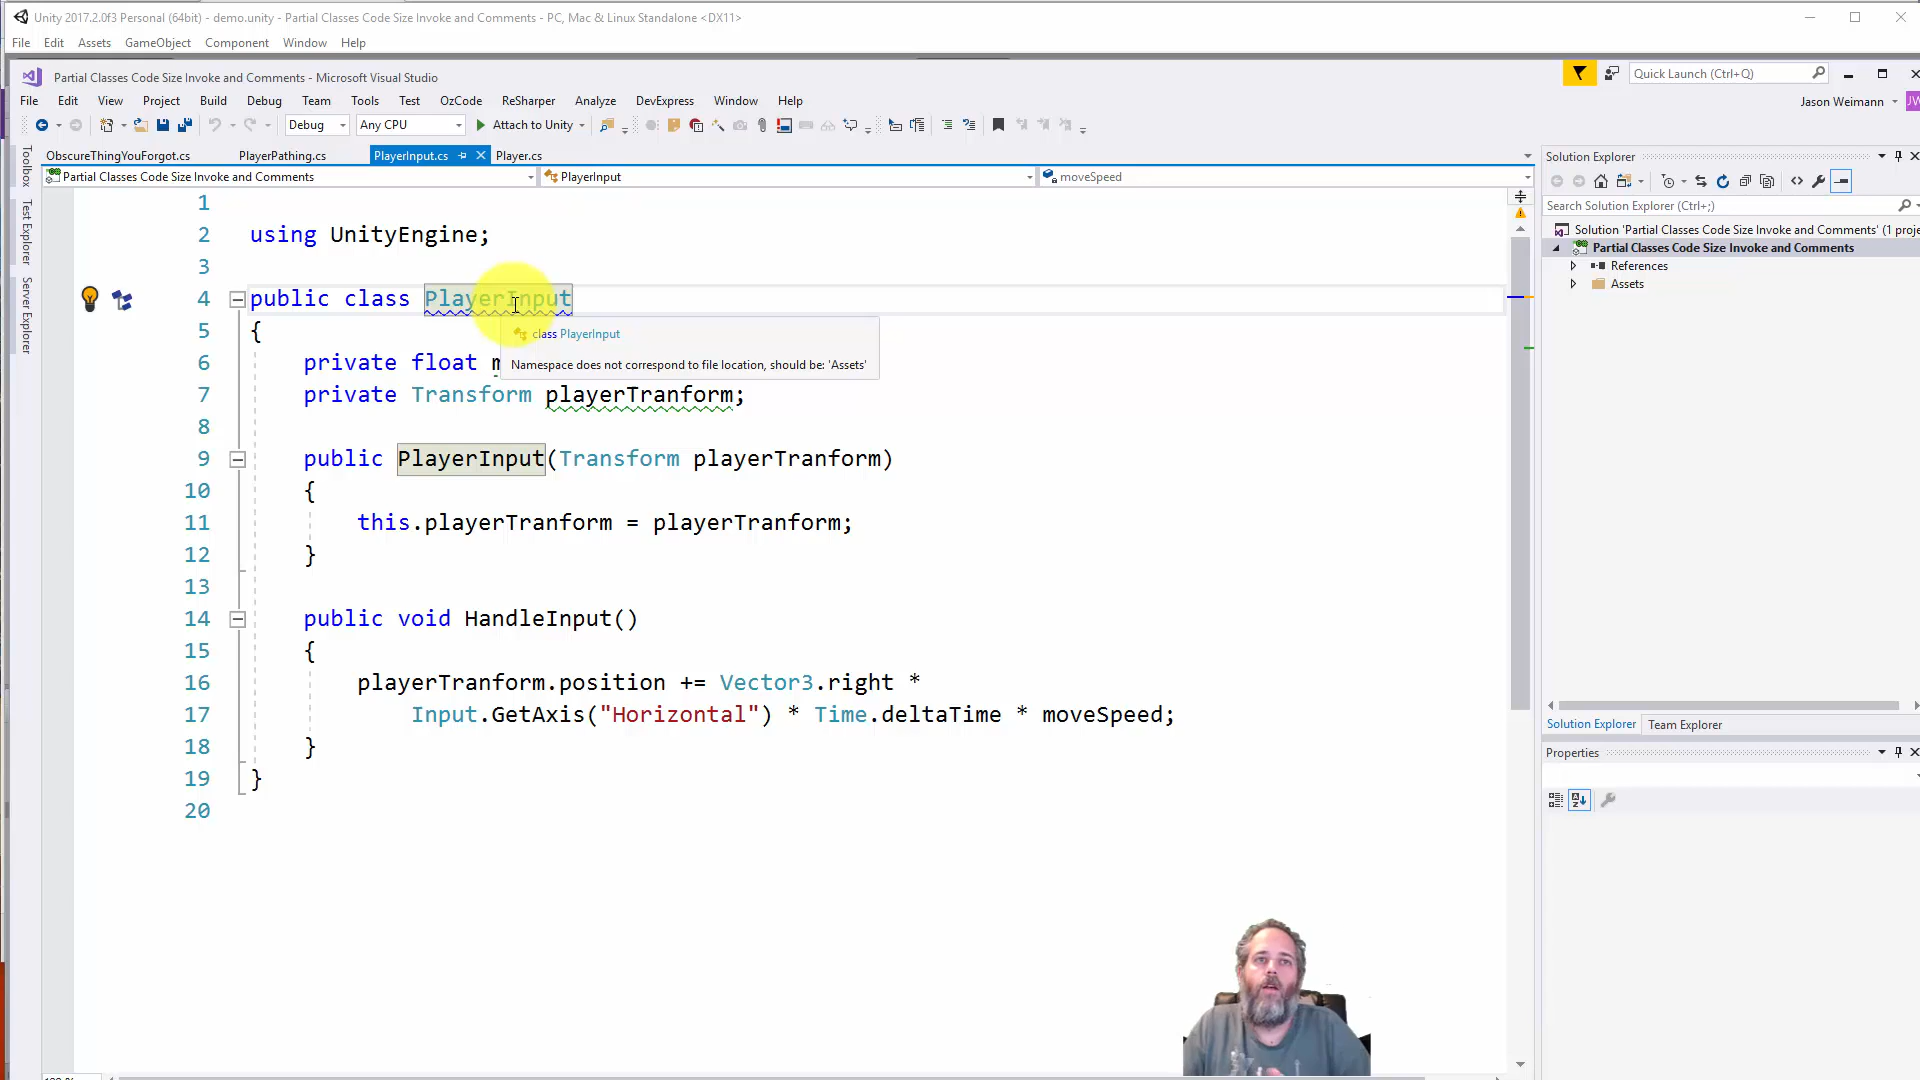 Unity 2017.2.0f3 Personal (64bit) - demo.unity - Partial Classes Code Size Invoke and Comments - PC, Mac & Linux Standalone <DX11>
File Edit Assets GameObject Component Window Help
Partial Classes Code Size Invoke and Comments - Microsoft Visual Studio
Quick Launch (Ctrl+Q)
File Edit View Project Build Debug Team Tools Test OzCode ReSharper Analyze DevExpress Window Help
Jason Weimann JW
Debug Any CPU Attach to Unity
ObscureThingYouForgot.cs PlayerPathing.cs PlayerInput.cs Player.cs
Partial Classes Code Size Invoke and Comments PlayerInput moveSpeed
Toolbox
Test Explorer
Server Explorer
1
2 using UnityEngine;
3
4 public class PlayerInput
class PlayerInput
Namespace does not correspond to file location, should be: 'Assets'
5 {
6 private float m
7 private Transform playerTranform;
8
9 public PlayerInput(Transform playerTranform)
10 {
11 this.playerTranform = playerTranform;
12 }
13
14 public void HandleInput()
15 {
16 playerTranform.position += Vector3.right *
17 Input.GetAxis("Horizontal") * Time.deltaTime * moveSpeed;
18 }
19 }
20
Solution Explorer
Search Solution Explorer (Ctrl+;)
Solution 'Partial Classes Code Size Invoke and Comments' (1 proje
Partial Classes Code Size Invoke and Comments
References
Assets
Solution Explorer Team Explorer
Properties